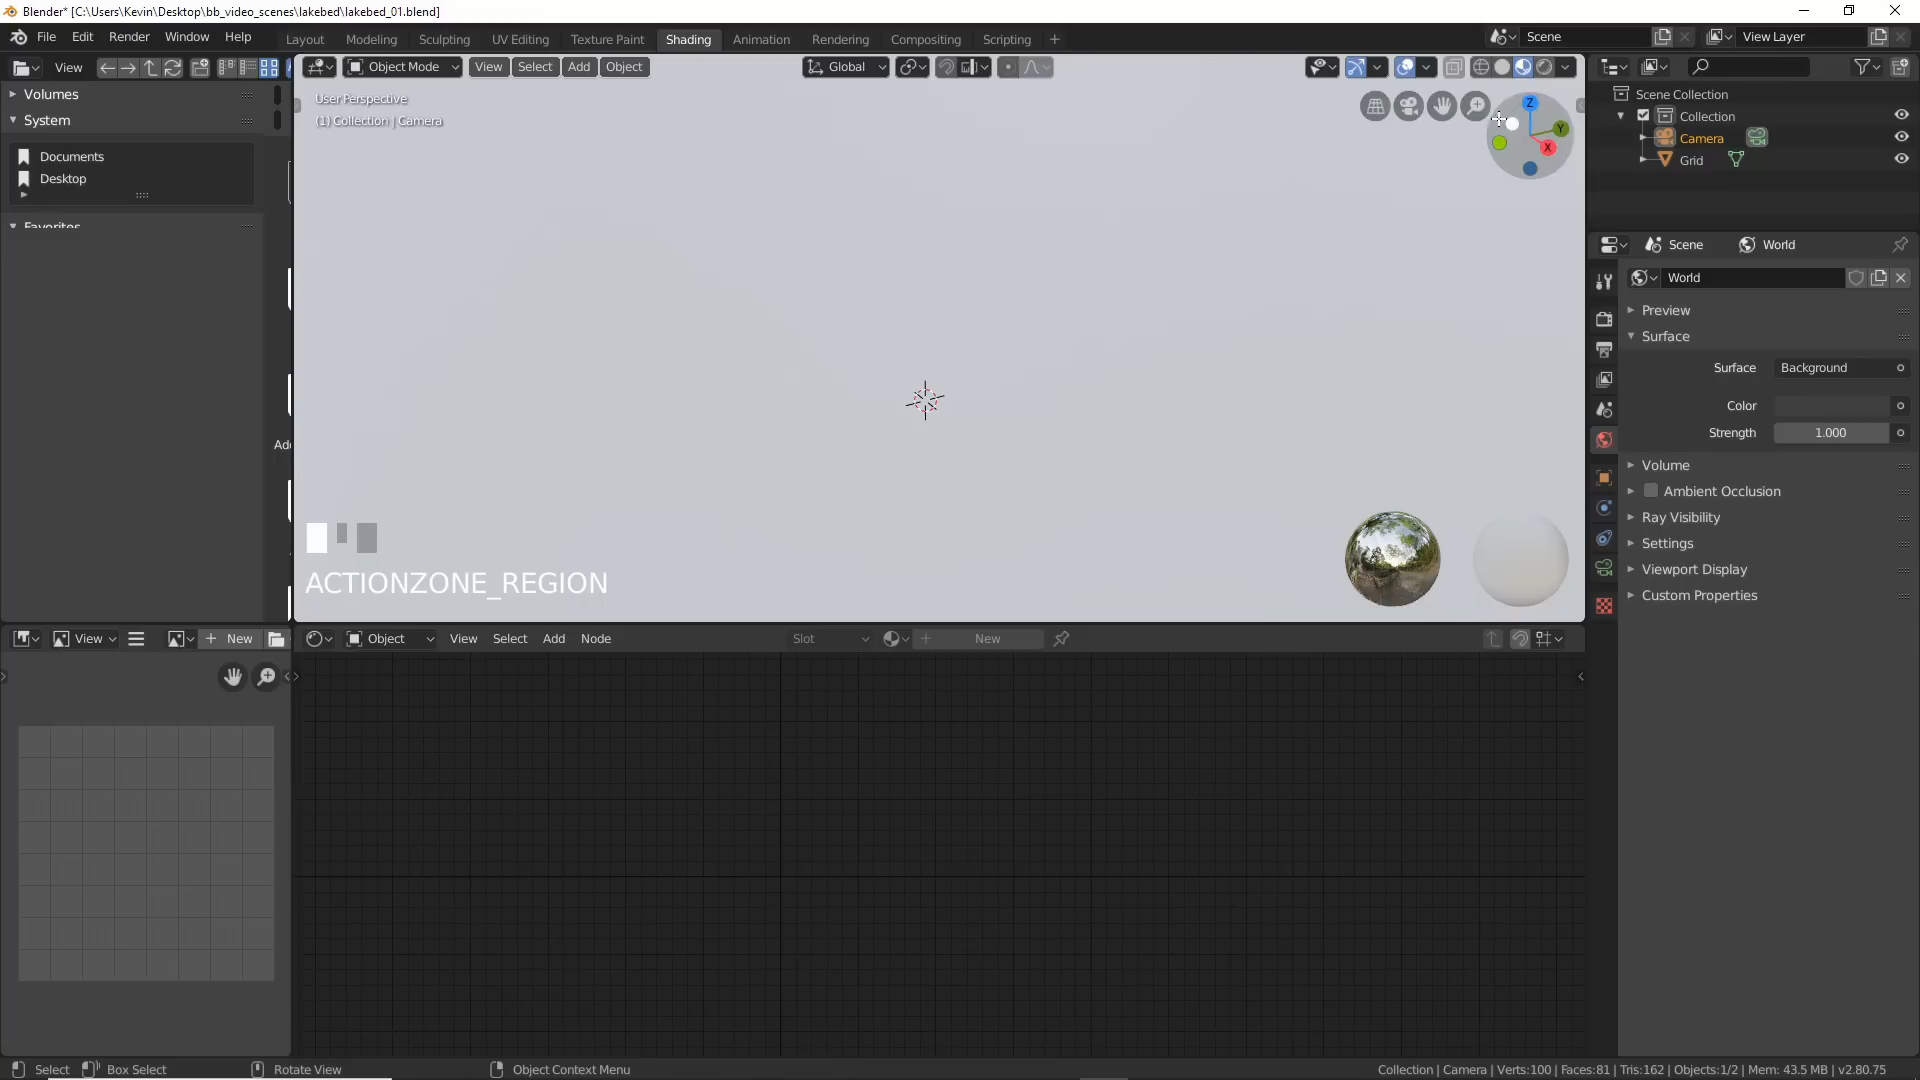 Blender* [C:\Users\Kevin\Desktop\bb_video_scenes\lakebed\lakebed_01.blend]
File Edit Render Window Help Layout Modeling Sculpting UV Editing Texture Paint Shading Animation Rendering Compositing Scripting + Scene View Layer
View Object Mode View Select Add Object Global
Volumes
System
Documents
Desktop
Favorites
User Perspective
(1) Collection | Camera
Z
Y
X
Scene Collection
Collection
Camera
Grid
Scene World
World
Preview
Surface
Surface Background
Color
Strength 1.000
Volume
Ambient Occlusion
Ray Visibility
Settings
Viewport Display
Custom Properties
ACTIONZONE_REGION
View + New Object View Select Add Node Slot + New
Select Box Select Rotate View Object Context Menu Collection | Camera | Verts:100 | Faces:81 | Tris:162 | Objects:1/2 | Mem: 43.5 MB | v2.80.75